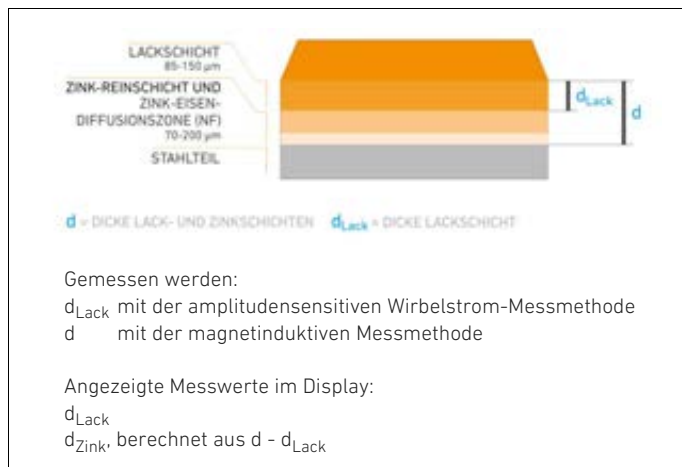 LACKSCHICHT
85-150 µm
ZINK-REINSCHICHT UND
ZINK-EISEN-
DIFFUSIONSZONE (NF)
70-200 µm
STAHLTEIL
dLack
d
d = DICKE LACK- UND ZINKSCHICHTEN dLack = DICKE LACKSCHICHT
Gemessen werden:
dLack mit der amplitudensensitiven Wirbelstrom-Messmethode
d mit der magnetinduktiven Messmethode
Angezeigte Messwerte im Display:
dLack
dZink, berechnet aus d - dLack